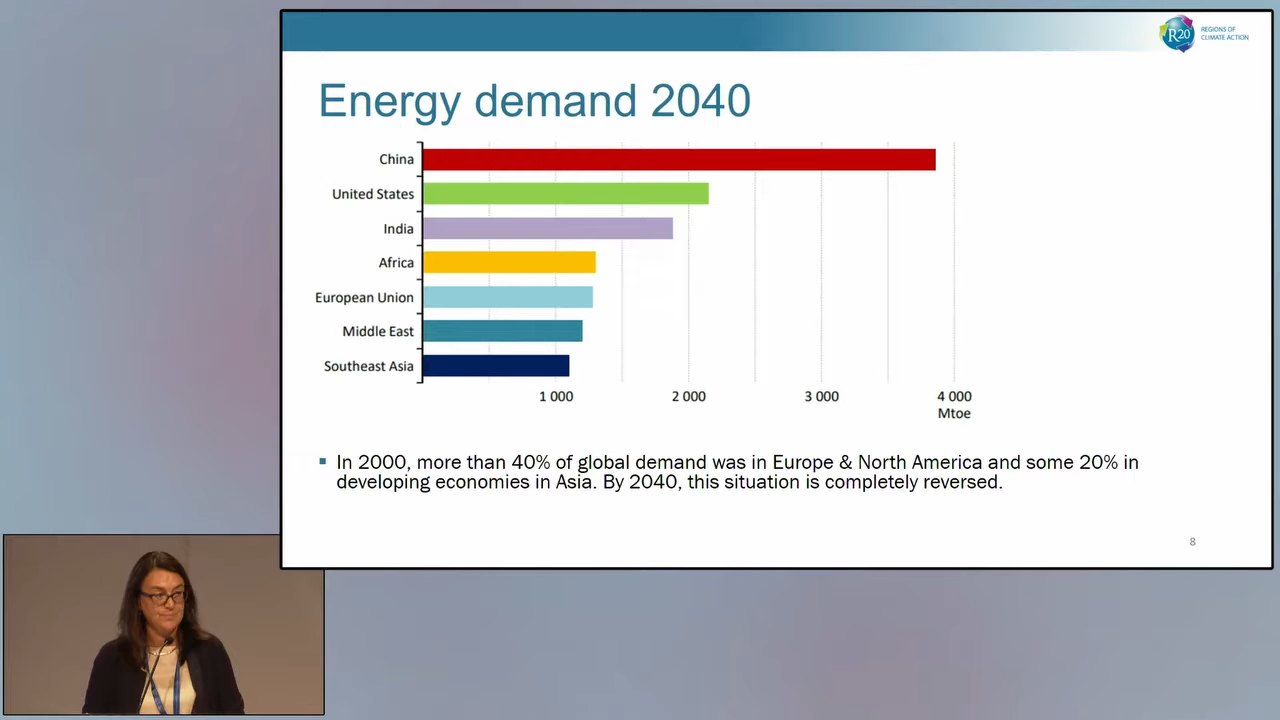 R20
REGIONS OF
CLIMATE ACTION
Energy demand 2040
China
United States
India
Africa
European Union
Middle East
Southeast Asia
1 000 2 000 3 000 4 000
Mtoe
In 2000, more than 40% of global demand was in Europe & North America and some 20% in
developing economies in Asia. By 2040, this situation is completely reversed.
8